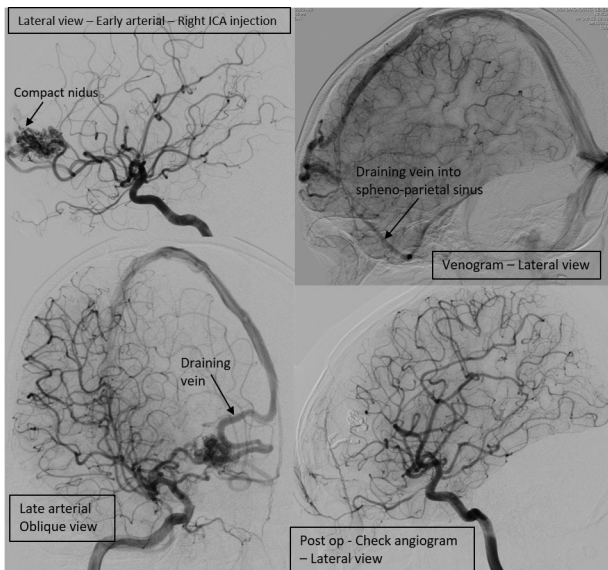 Lateral view – Early arterial – Right ICA injection
Compact nidus
Draining vein into
spheno-parietal sinus
Venogram – Lateral view
Draining
vein
Late arterial
Oblique view
Post op - Check angiogram
– Lateral view